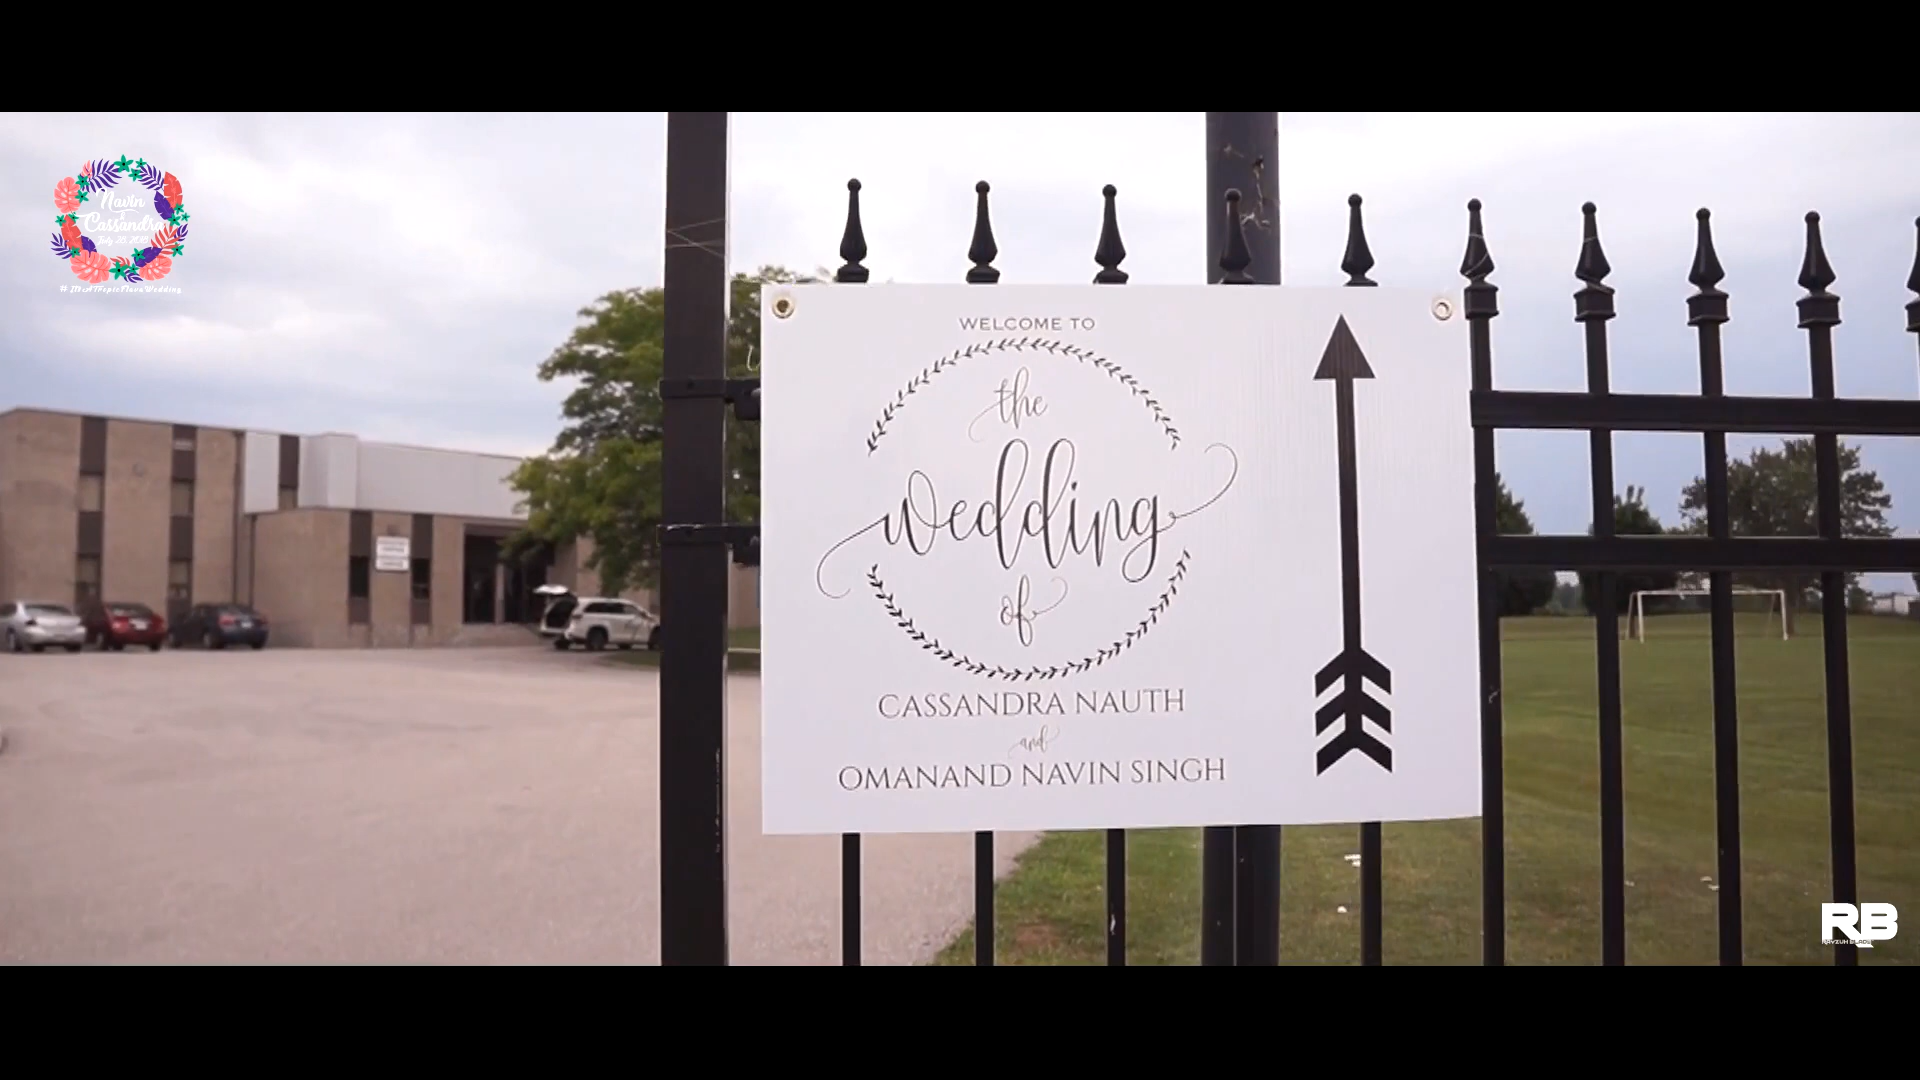 Navin
&
Cassandra
WELCOME TO
the
wedding
of
CASSANDRA NAUTH
and
OMANAND NAVIN SINGH
RB